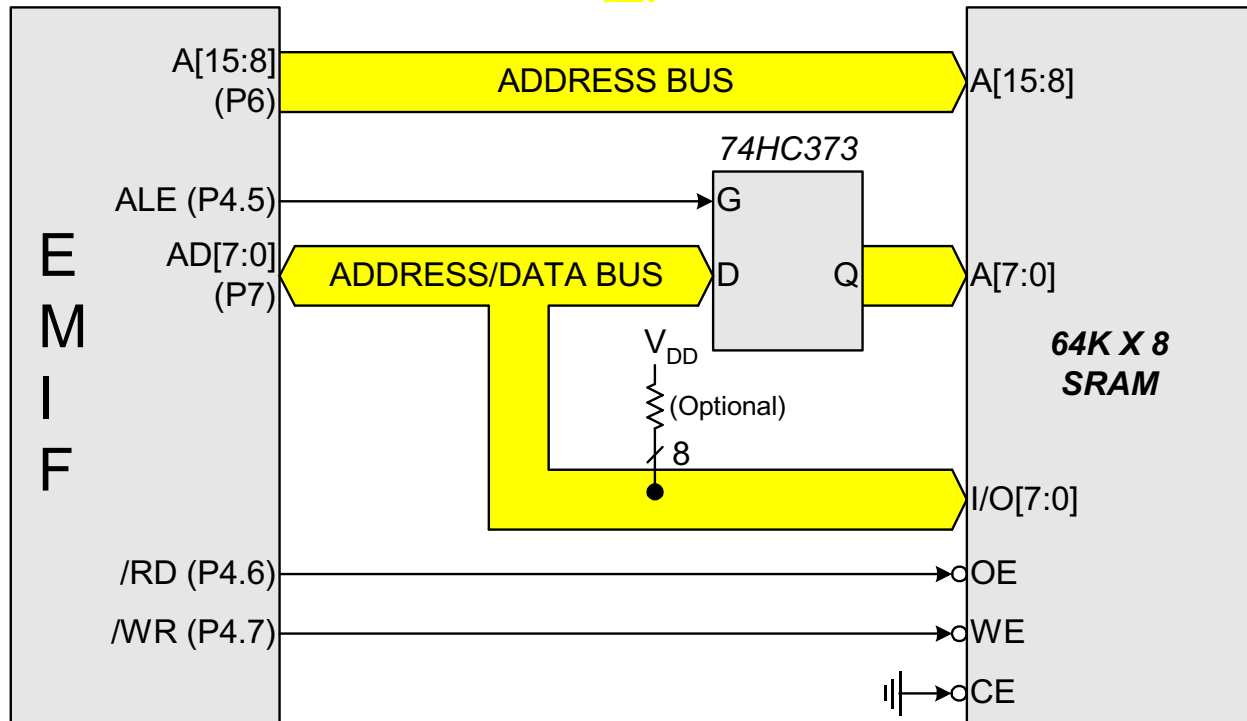 A[15:8]
(P6)
ADDRESS BUS
A[15:8]
74HC373
ALE (P4.5)
G
AD[7:0]
(P7)
ADDRESS/DATA BUS
D
Q
A[7:0]
E
M
I
F
VDD
(Optional)
8
64K X 8
SRAM
I/O[7:0]
/RD (P4.6)
OE
/WR (P4.7)
WE
CE